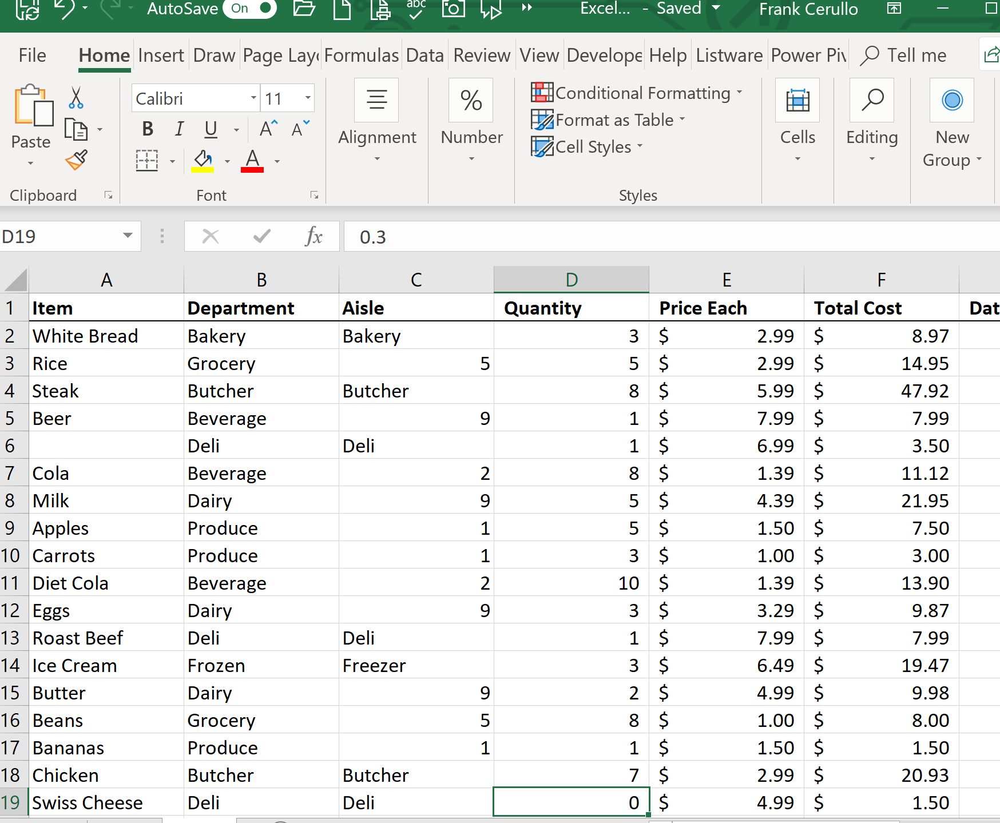 AutoSave On abc Excel... - Saved Frank Cerullo
File Home Insert Draw Page Layo Formulas Data Review View Develope Help Listware Power Piv Tell me
Calibri 11
B I U A A
A
Paste
% 
Alignment Number
Conditional Formatting
Format as Table
Cell Styles
Cells Editing New Group
Clipboard Font Styles
D19 fx 0.3
A B C D E F
1 Item Department Aisle Quantity Price Each Total Cost Dat
2 White Bread Bakery Bakery 3 $ 2.99 $ 8.97
3 Rice Grocery 5 5 $ 2.99 $ 14.95
4 Steak Butcher Butcher 8 $ 5.99 $ 47.92
5 Beer Beverage 9 1 $ 7.99 $ 7.99
6 Deli Deli 1 $ 6.99 $ 3.50
7 Cola Beverage 2 8 $ 1.39 $ 11.12
8 Milk Dairy 9 5 $ 4.39 $ 21.95
9 Apples Produce 1 5 $ 1.50 $ 7.50
10 Carrots Produce 1 3 $ 1.00 $ 3.00
11 Diet Cola Beverage 2 10 $ 1.39 $ 13.90
12 Eggs Dairy 9 3 $ 3.29 $ 9.87
13 Roast Beef Deli Deli 1 $ 7.99 $ 7.99
14 Ice Cream Frozen Freezer 3 $ 6.49 $ 19.47
15 Butter Dairy 9 2 $ 4.99 $ 9.98
16 Beans Grocery 5 8 $ 1.00 $ 8.00
17 Bananas Produce 1 1 $ 1.50 $ 1.50
18 Chicken Butcher Butcher 7 $ 2.99 $ 20.93
19 Swiss Cheese Deli Deli 0 $ 4.99 $ 1.50